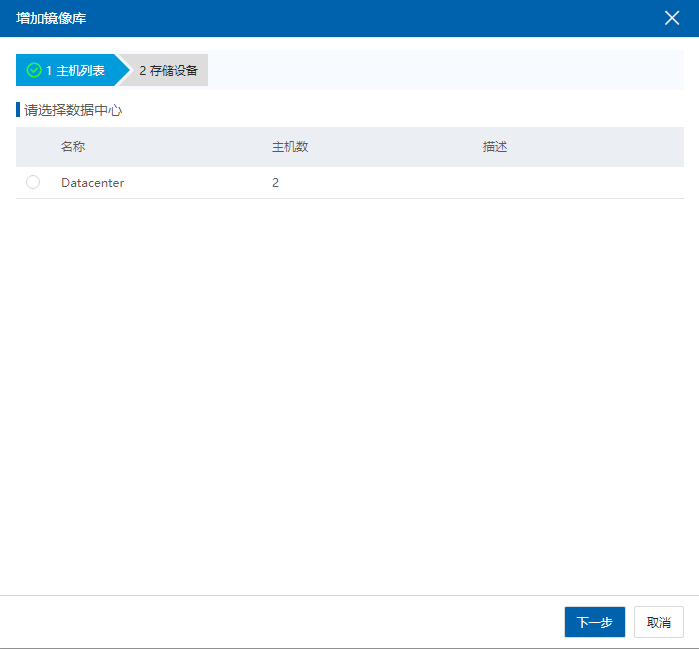 增加镜像库
1 主机列表 2 存储设备
请选择数据中心
名称 主机数 描述
Datacenter 2
下一步 取消